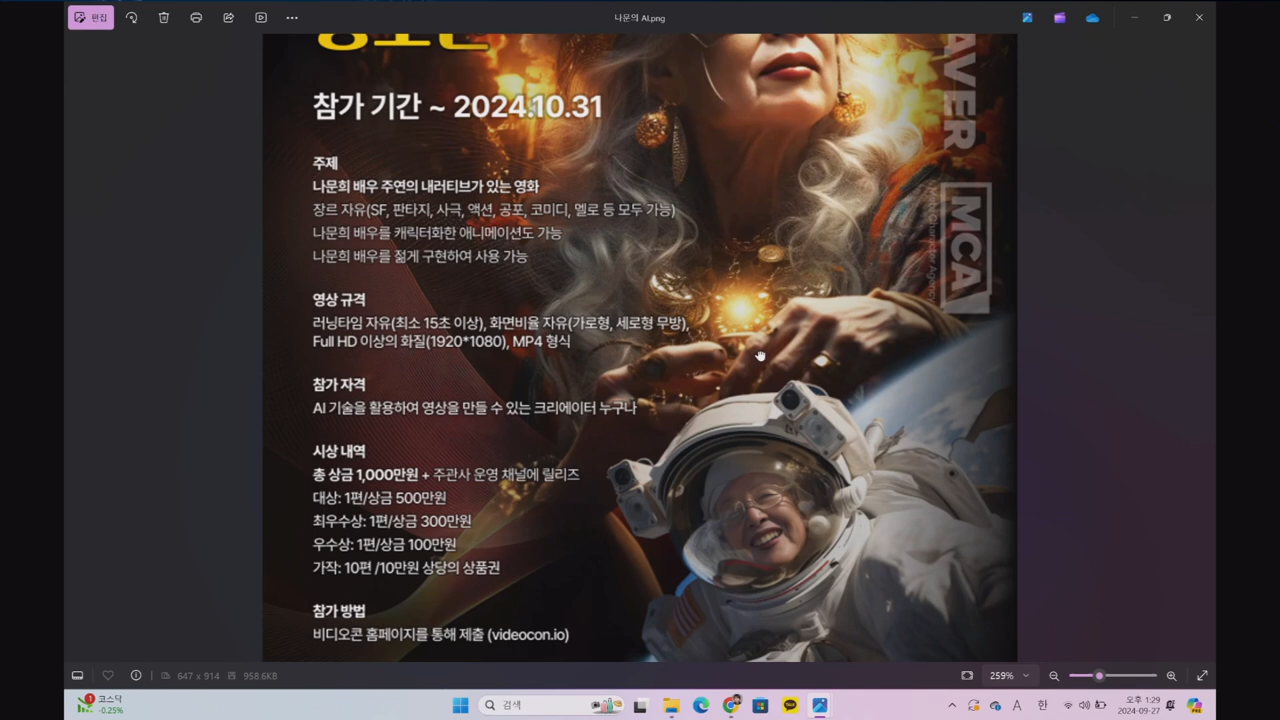 편집
나문의 AI.png
참가 기간 ~ 2024.10.31
주제
나문희 배우 주연의 내러티브가 있는 영화
장르 자유(SF, 판타지, 사극, 액션, 공포, 코미디, 멜로 등 모두 가능)
나문희 배우를 캐릭터화한 애니메이션도 가능
나문희 배우를 젊게 구현하여 사용 가능
영상 규격
러닝타임 자유(최소 15초 이상), 화면비율 자유(가로형, 세로형 무방),
Full HD 이상의 화질(1920*1080), MP4 형식
참가 자격
AI 기술을 활용하여 영상을 만들 수 있는 크리에이터 누구나
시상 내역
총 상금 1,000만원 + 주관사 운영 채널에 릴리즈
대상: 1편/상금 500만원
최우수상: 1편/상금 300만원
우수상: 1편/상금 100만원
가작: 10편 /10만원 상당의 상품권
참가 방법
비디오콘 홈페이지를 통해 제출 (videocon.io)
AVER
MCA
647 x 914
958.6KB
259%
1
코스닥
-0.25%
검색
A
한
오후 1:29
2024-09-27